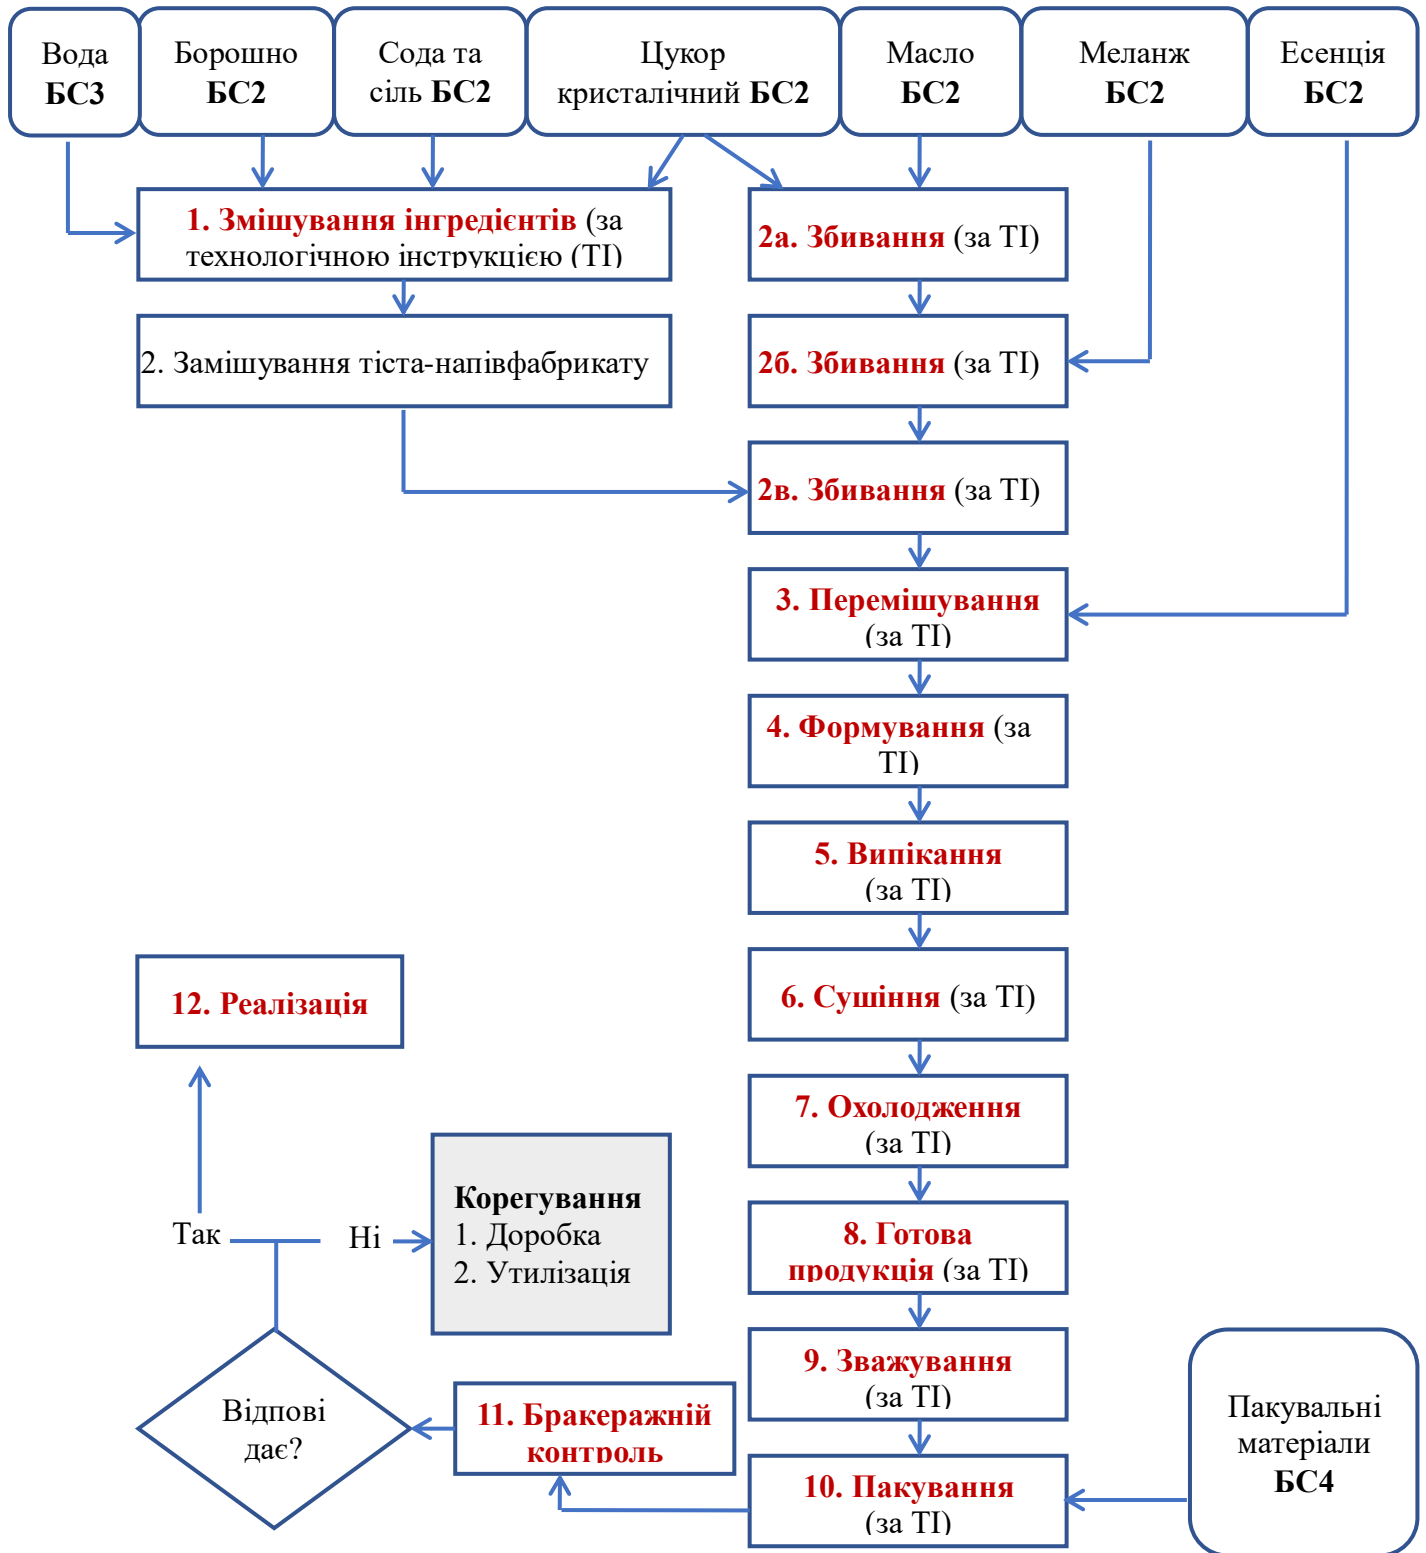 Вода
БС3
Борошно
БС2
Сода та
сіль БС2
Цукор
кристалічний БС2
Масло
БС2
Меланж
БС2
Есенція
БС2
1. Змішування інгредієнтів (за
технологічною інструкцією (ТІ)
2а. Збивання (за ТІ)
2. Замішування тіста-напівфабрикату
2б. Збивання (за ТІ)
2в. Збивання (за ТІ)
3. Перемішування
(за ТІ)
4. Формування (за
ТІ)
5. Випікання
(за ТІ)
6. Сушіння (за ТІ)
7. Охолодження
(за ТІ)
8. Готова
продукція (за ТІ)
9. Зважування
(за ТІ)
10. Пакування
(за ТІ)
Пакувальні
матеріали
БС4
11. Бракеражній
контроль
Відпові
дає?
Так
Ні
Корегування
1. Доробка
2. Утилізація
12. Реалізація